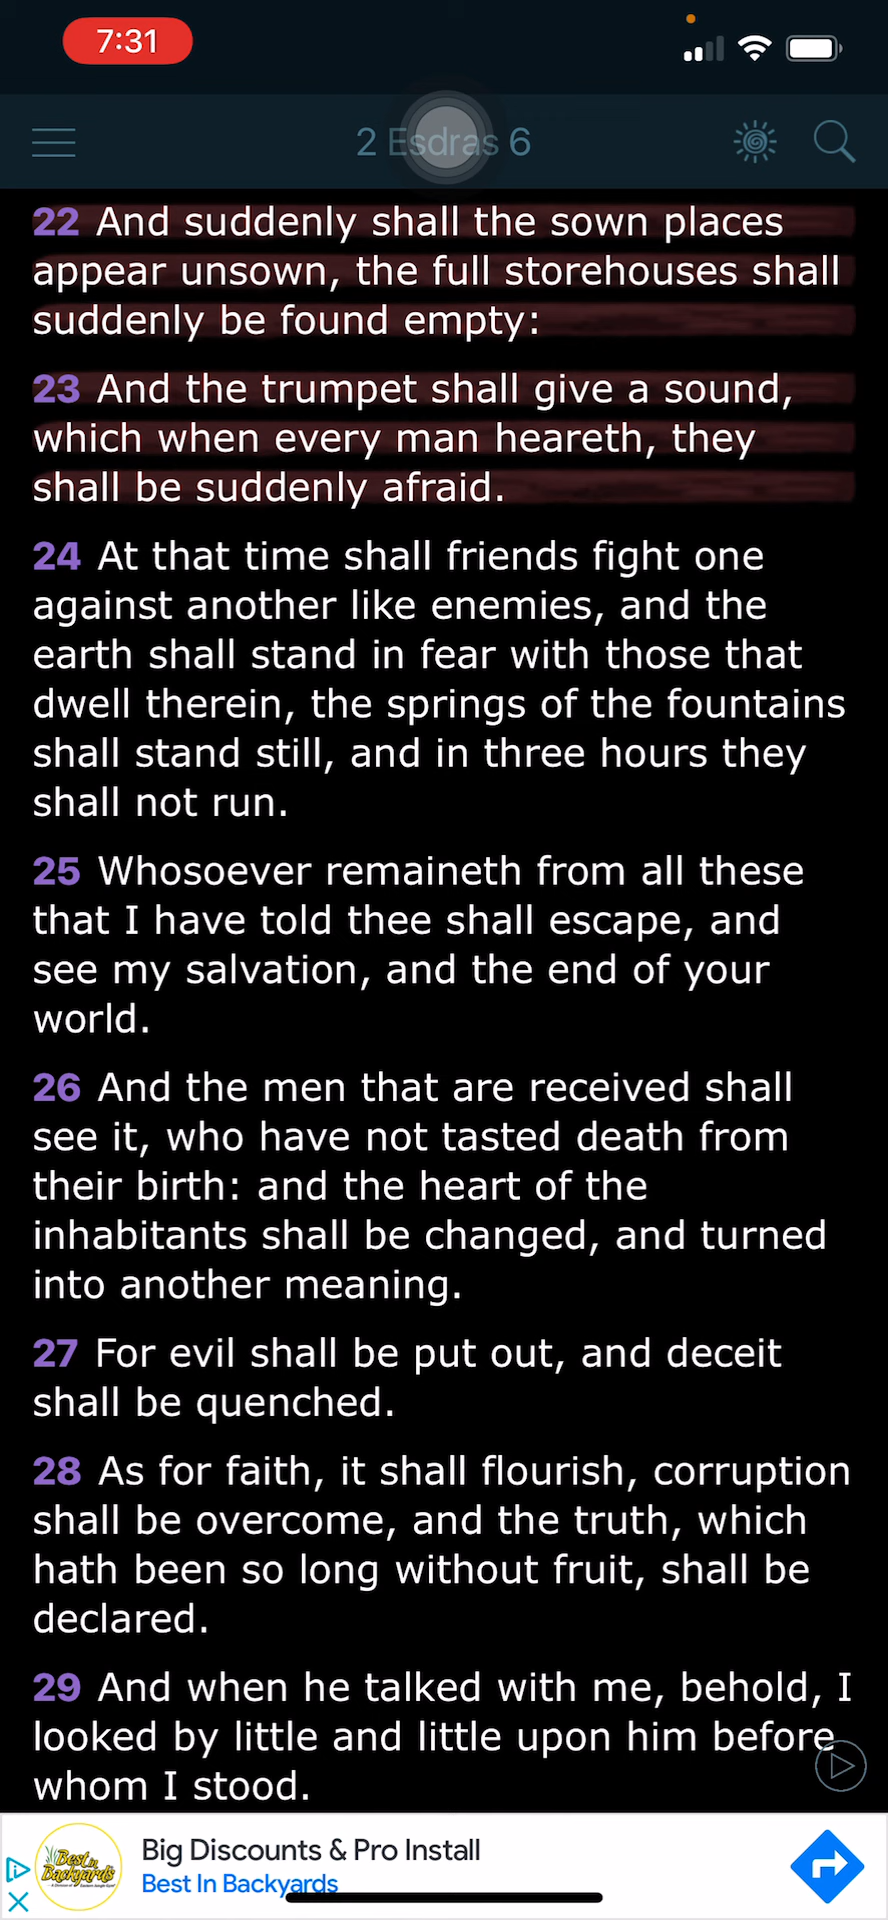 7:31
2 Esdras 6
22 And suddenly shall the sown places
appear unsown, the full storehouses shall
suddenly be found empty:
23 And the trumpet shall give a sound,
which when every man heareth, they
shall be suddenly afraid.
24 At that time shall friends fight one
against another like enemies, and the
earth shall stand in fear with those that
dwell therein, the springs of the fountains
shall stand still, and in three hours they
shall not run.
25 Whosoever remaineth from all these
that I have told thee shall escape, and
see my salvation, and the end of your
world.
26 And the men that are received shall
see it, who have not tasted death from
their birth: and the heart of the
inhabitants shall be changed, and turned
into another meaning.
27 For evil shall be put out, and deceit
shall be quenched.
28 As for faith, it shall flourish, corruption
shall be overcome, and the truth, which
hath been so long without fruit, shall be
declared.
29 And when he talked with me, behold, I
looked by little and little upon him before
whom I stood.
Best in
Backyards
Big Discounts & Pro Install
Best In Backyards